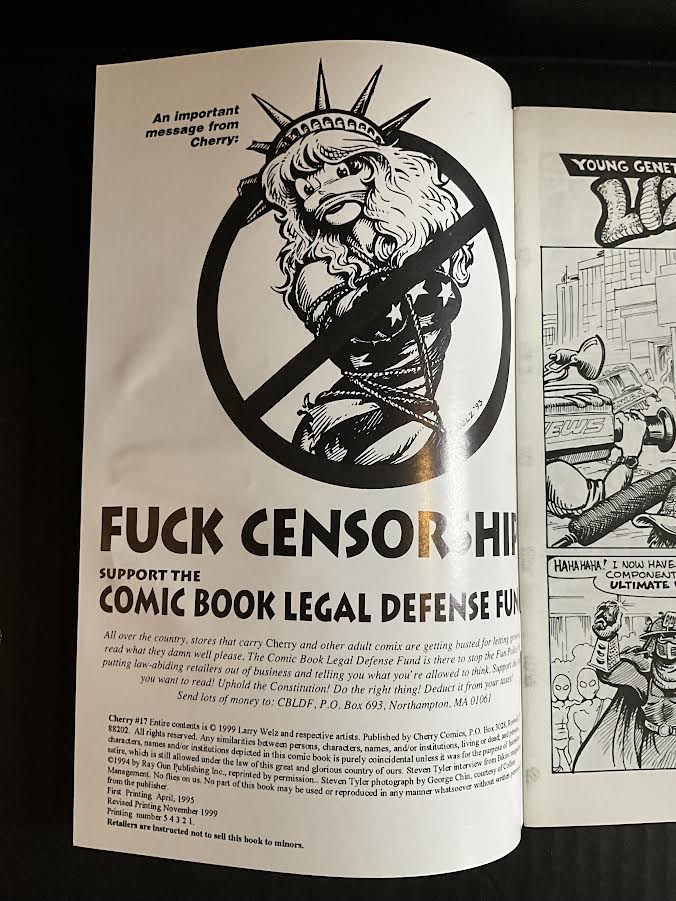 An important
message from
Cherry:
LZ '93
FUCK CENSORSHIP
SUPPORT THE
COMIC BOOK LEGAL DEFENSE FUN
All over the country, stores that carry Cherry and other adult comix are getting busted for letting
read what they damn well please. The Comic Book Legal Defense Fund is there to stop the Fun
putting law-abiding retailers out of business and telling you what you're allowed to think. Support
you want to read! Uphold the Constitution! Do the right thing! Deduct it from your taxes!
Send lots of money to: CBLDF, P.O. Box 693, Northampton, MA 01061
Cherry #17 Entire contents is © 1999 Larry Welz and respective artists. Published by Cherry Comics, P.O. Box 3028,
88202. All rights reserved. Any similarities between persons, characters, names, and/or institutions, living or dead, and
characters, names and/or institutions depicted in this comic book is purely coincidental unless it was for the purpose of
satire, which is still allowed under the law of this great and glorious country of ours. Steven Tyler interview from
©1994 by Ray Gun Publishing Inc., reprinted by permission.. Steven Tyler photograph by George Chin, courtesy of Collins
Management. No flies on us. No part of this book may be used or reproduced in any manner whatsoever without written
from the publisher.
First Printing April, 1995
Revised Printing November 1999
Printing number 5 4 3 2 1.
Retailers are instructed not to sell this book to minors.
YOUNG GENET
LIZ
EWS
HAHAHAHA! I NOW HAVE
COMPONENT
ULTIMATE